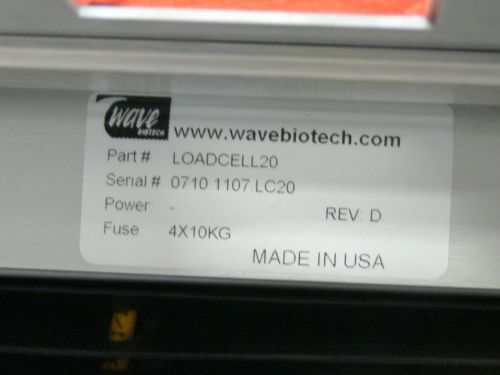 wave
BIOTECH
www.wavebiotech.com
Part # LOADCELL20
Serial # 0710.1107.LC20
Power: -
REV: D
Fuse: 4X10KG
MADE IN USA